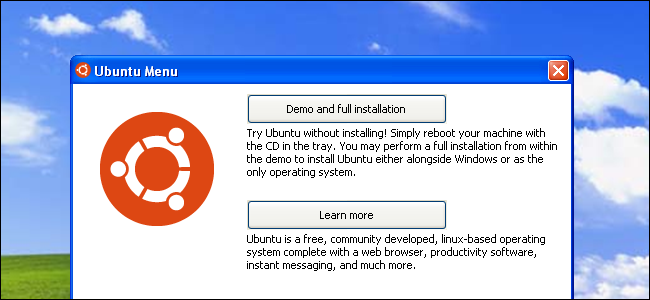 Ubuntu Menu
Demo and full installation
Try Ubuntu without installing! Simply reboot your machine with
the CD in the tray. You may perform a full installation from within
the demo to install Ubuntu either alongside Windows or as the
only operating system.
Learn more
Ubuntu is a free, community developed, linux-based operating
system complete with a web browser, productivity software,
instant messaging, and much more.